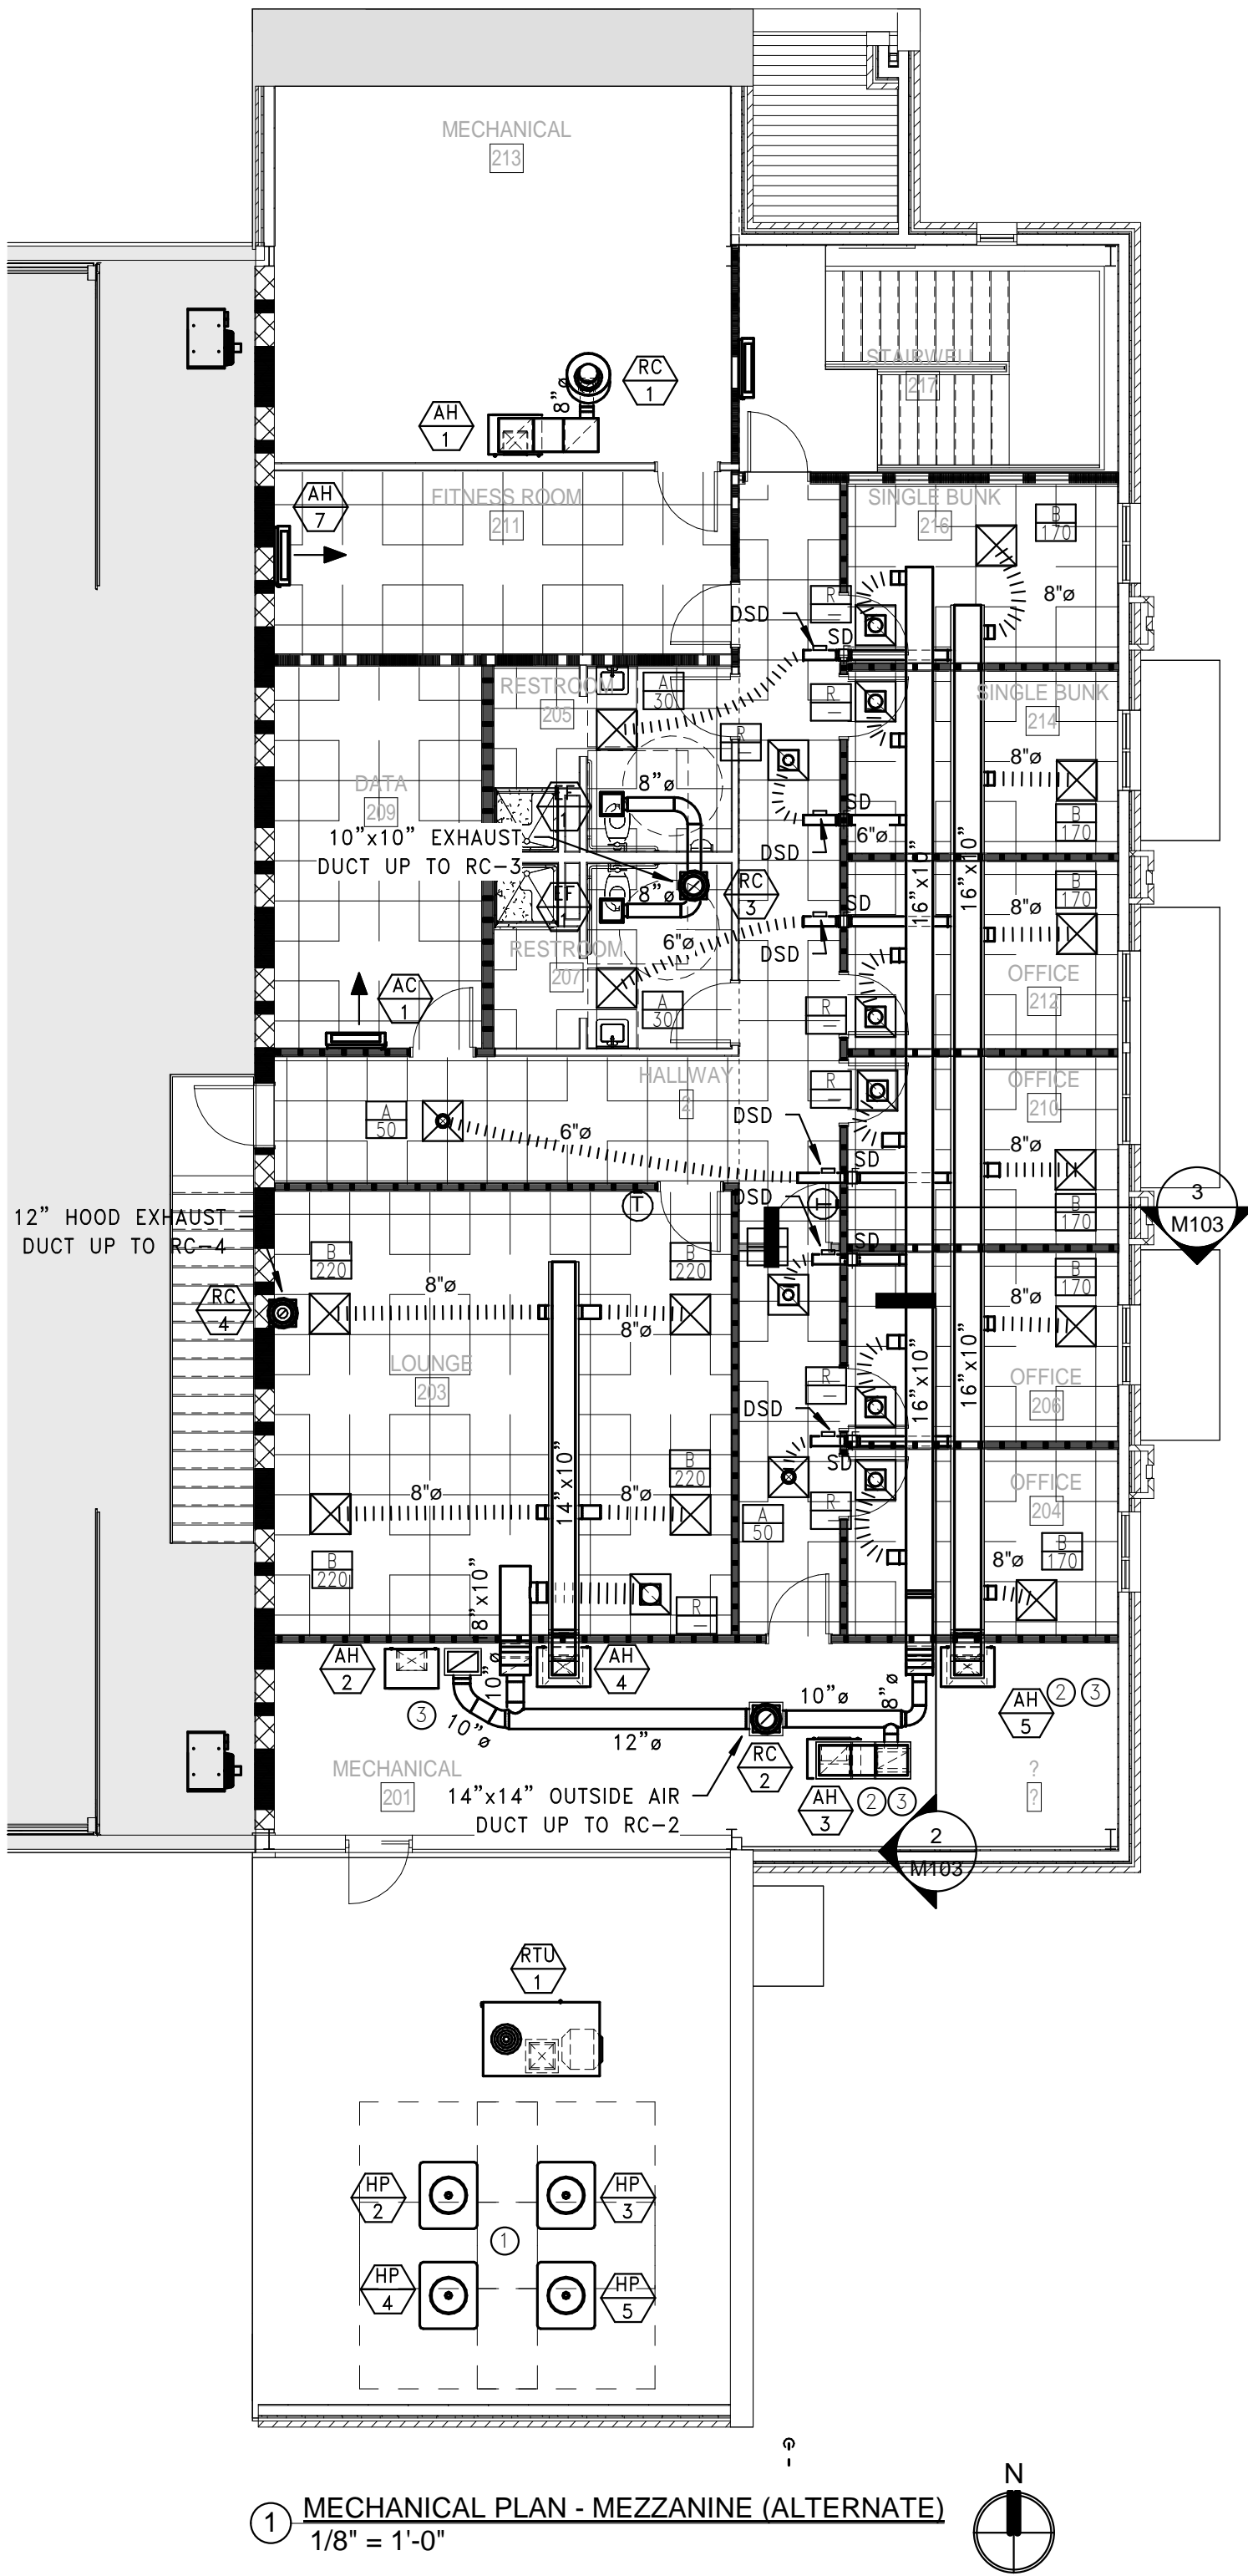 MECHANICAL
213
RC
1
8"ø
AH
1
STAIRWELL
217
FITNESS ROOM
211
AH
7
SINGLE BUNK
216
B
170
8"ø
R
—
DSD
SD
RESTROOM
205
A
30
R
—
R
—
SINGLE BUNK
214
8"ø
B
170
DATA
209
EF
1
8"ø
SD
6"ø
DSD
10"x10" EXHAUST
DUCT UP TO RC-3
16"x10"
16"x10"
EF
1
8"ø
RC
3
B
170
8"ø
SD
DSD
6"ø
RESTROOM
207
A
30
OFFICE
212
R
—
AC
1
HALLWAY
2
R
—
OFFICE
210
A
50
6"ø
DSD
SD
8"ø
B
170
DSD
T
T
3
M103
12" HOOD EXHAUST
DUCT UP TO RC-4
B
220
B
220
SD
B
170
RC
4
8"ø
8"ø
8"ø
LOUNGE
203
16"x10"
16"x10"
R
—
OFFICE
206
DSD
SD
B
220
8"ø
8"ø
14"x10"
R
—
A
50
OFFICE
204
B
220
8"ø
B
170
18"x10"
R
—
AH
2
10"ø
AH
4
3
10"ø
12"ø
10"ø
8"ø
AH
5
2
3
RC
2
MECHANICAL
201
14"x14" OUTSIDE AIR
DUCT UP TO RC-2
AH
3
2
3
?
?
2
M103
RTU
1
HP
2
HP
3
1
HP
4
HP
5
N
1
MECHANICAL PLAN - MEZZANINE (ALTERNATE)
1/8" = 1'-0"